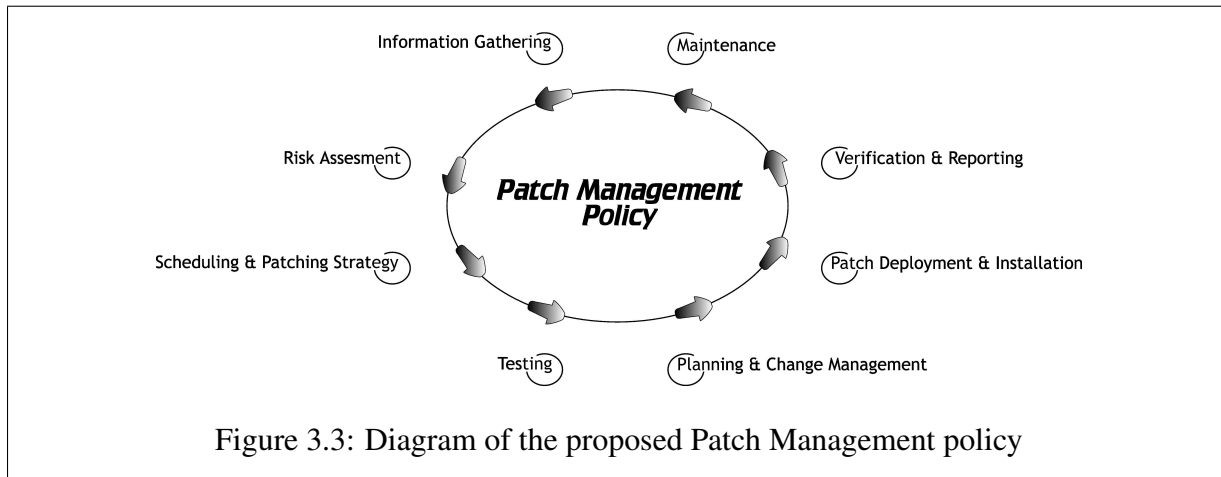 Information Gathering
Maintenance
Risk Assesment
Verification & Reporting
Patch Management
Policy
Scheduling & Patching Strategy
Patch Deployment & Installation
Testing
Planning & Change Management
Figure 3.3: Diagram of the proposed Patch Management policy